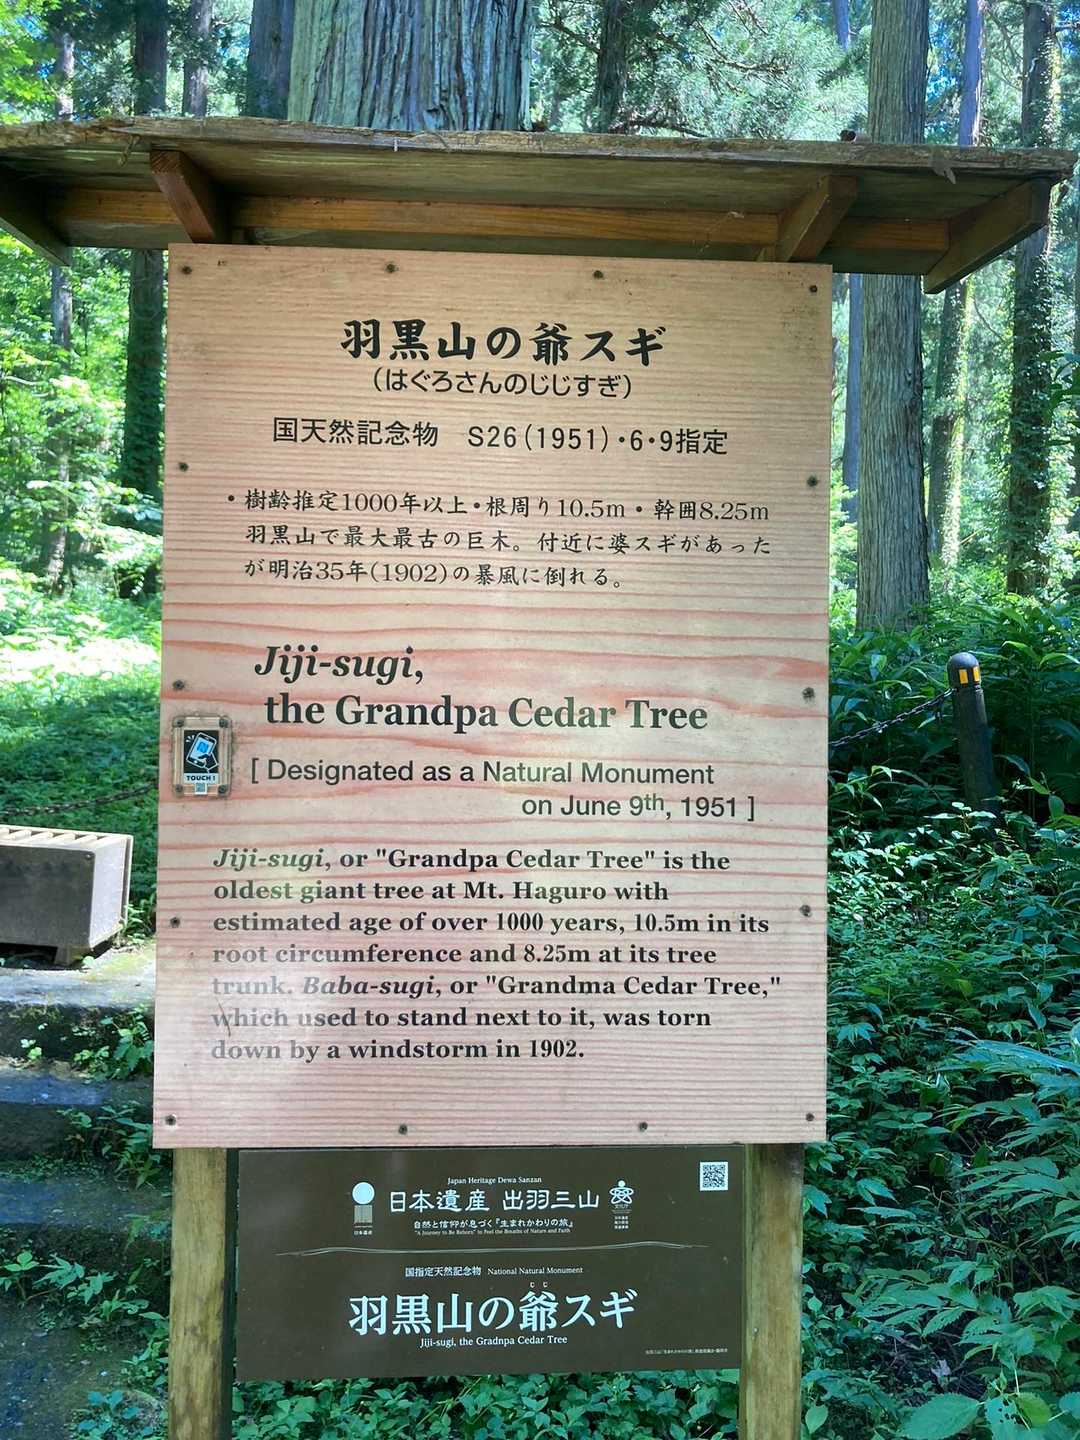 羽黒山の爺スギ
（はぐろさんのじじすぎ）
国天然記念物　S26（1951）・6・9指定
・樹齢推定1000年以上・根周り10.5m・幹囲8.25m
羽黒山で最大最古の巨木。付近に婆スギがあった
が明治35年（1902）の暴風に倒れる。
Jiji-sugi,
the Grandpa Cedar Tree
[ Designated as a Natural Monument
on June 9th, 1951 ]
TOUCH!
Jiji-sugi, or "Grandpa Cedar Tree" is the
oldest giant tree at Mt. Haguro with
estimated age of over 1000 years, 10.5m in its
root circumference and 8.25m at its tree
trunk. Baba-sugi, or "Grandma Cedar Tree,"
which used to stand next to it, was torn
down by a windstorm in 1902.
Japan Heritage Dewa Sanzan
日本遺産 出羽三山
自然と信仰が息づく『生まれかわりの旅』
"A Journey to Be Reborn" to Feel the Breaths of Nature and Faith
日本遺産
文化庁
国指定天然記念物 National Natural Monument
じじ
羽黒山の爺スギ
Jiji-sugi, the Gradnpa Cedar Tree